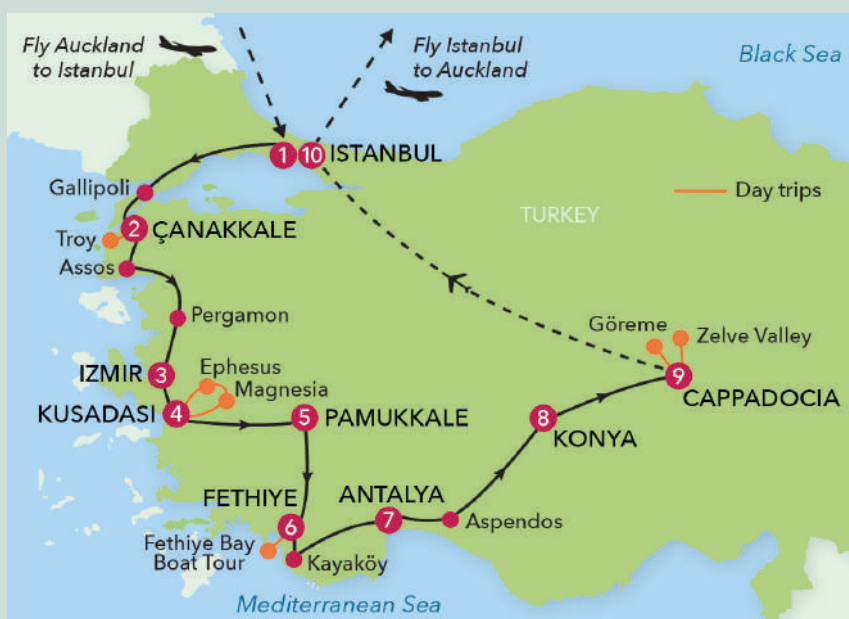 Fly Auckland
to Istanbul
Fly Istanbul
to Auckland
Black Sea
1
10
ISTANBUL
Gallipoli
Day trips
TURKEY
2
ÇANAKKALE
Troy
Assos
Pergamon
Göreme
Zelve Valley
IZMIR
3
Ephesus
Magnesia
9
CAPPADOCIA
KUSADASI
4
5
PAMUKKALE
8
KONYA
FETHIYE
6
ANTALYA
7
Aspendos
Fethiye Bay
Boat Tour
Kayaköy
Mediterranean Sea